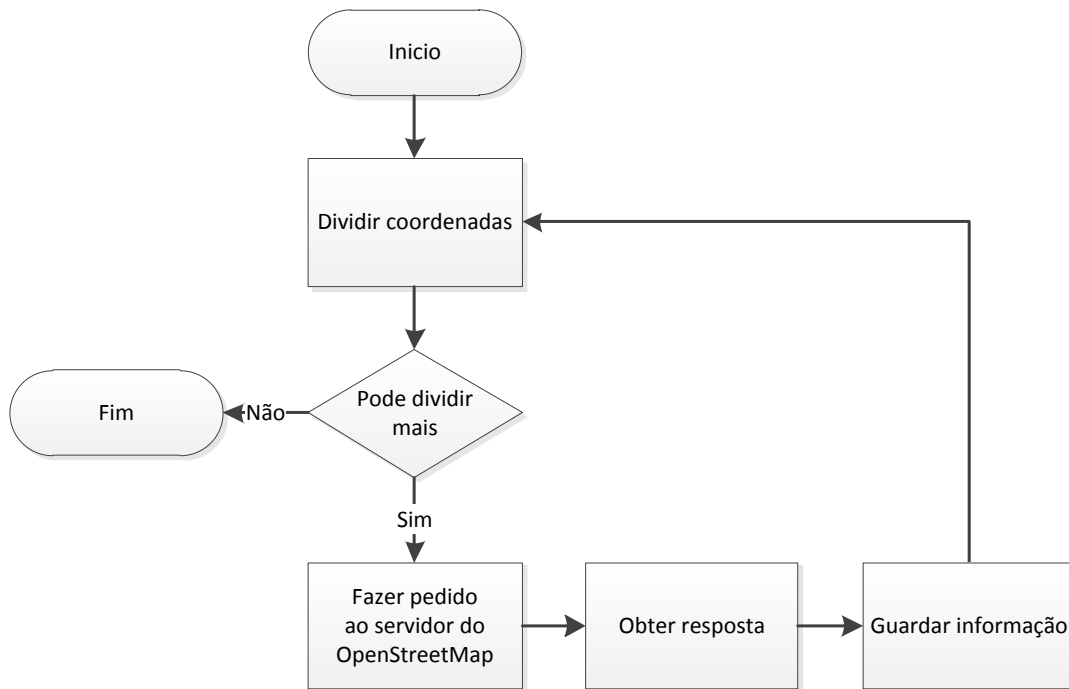 Inicio
Dividir coordenadas
Pode dividir
mais
Não
Fim
Sim
Fazer pedido
ao servidor do
OpenStreetMap
Obter resposta
Guardar informação